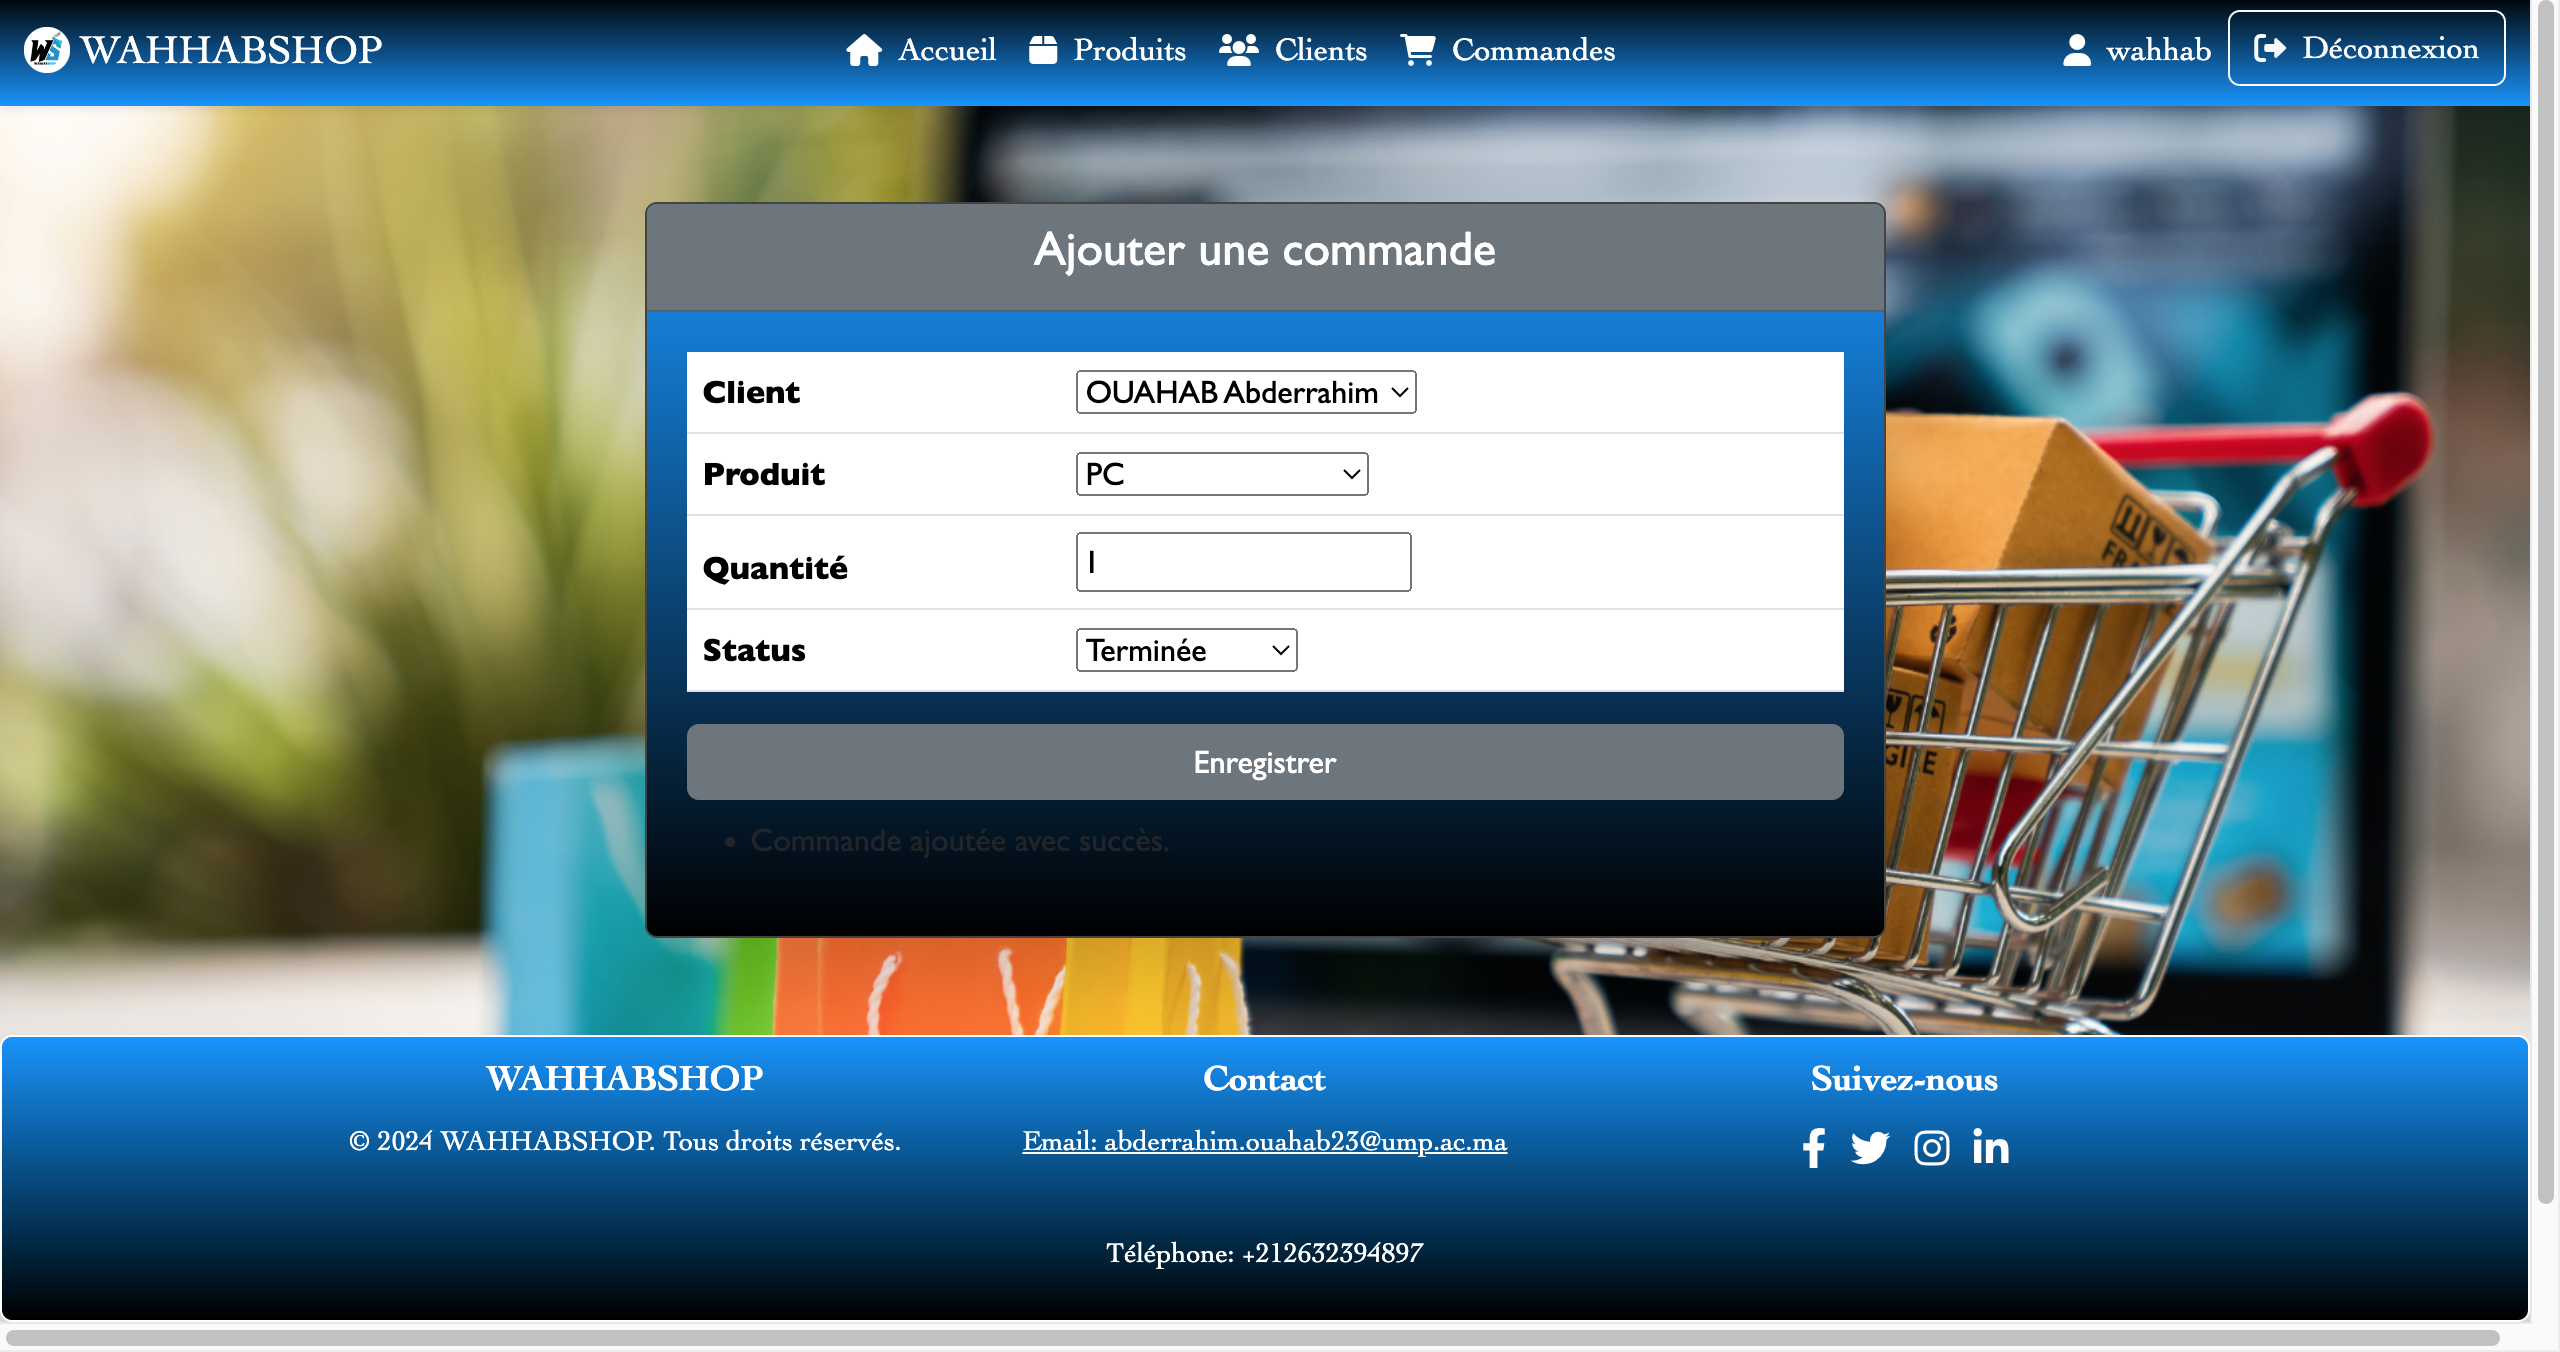 WAHHABSHOP
Accueil
Produits
Clients
Commandes
wahhab
Déconnexion
Ajouter une commande
Client
OUAHAB Abderrahim
Produit
PC
Quantité
1
Status
Terminée
Enregistrer
• Commande ajoutée avec succès.
WAHHABSHOP
© 2024 WAHHABSHOP. Tous droits réservés.
Contact
Email: abderrahim.ouahab23@ump.ac.ma
Téléphone: +212632394897
Suivez-nous